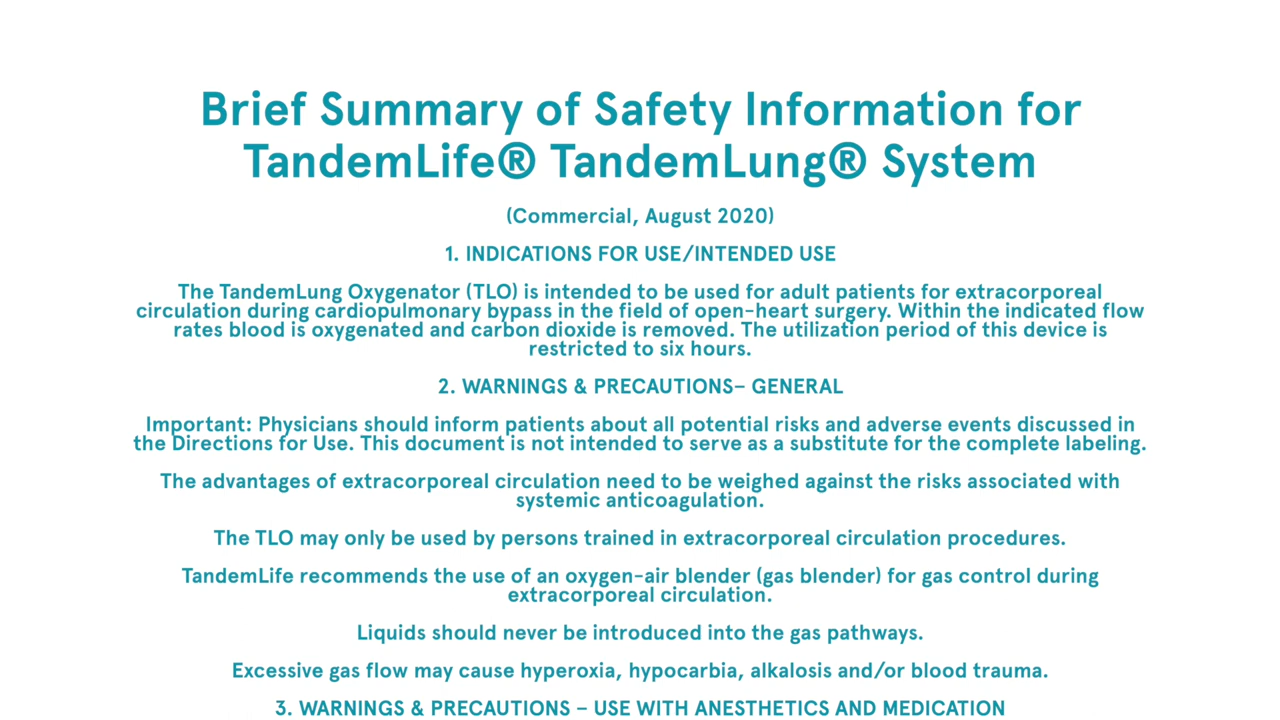 Brief Summary of Safety Information for
TandemLife® TandemLung® System
(Commercial, August 2020)
1. INDICATIONS FOR USE/INTENDED USE
The TandemLung Oxygenator (TLO) is intended to be used for adult patients for extracorporeal
circulation during cardiopulmonary bypass in the field of open-heart surgery. Within the indicated flow
rates blood is oxygenated and carbon dioxide is removed. The utilization period of this device is
restricted to six hours.
2. WARNINGS & PRECAUTIONS– GENERAL
Important: Physicians should inform patients about all potential risks and adverse events discussed in
the Directions for Use. This document is not intended to serve as a substitute for the complete labeling.
The advantages of extracorporeal circulation need to be weighed against the risks associated with
systemic anticoagulation.
The TLO may only be used by persons trained in extracorporeal circulation procedures.
TandemLife recommends the use of an oxygen-air blender (gas blender) for gas control during
extracorporeal circulation.
Liquids should never be introduced into the gas pathways.
Excessive gas flow may cause hyperoxia, hypocarbia, alkalosis and/or blood trauma.
3. WARNINGS & PRECAUTIONS – USE WITH ANESTHETICS AND MEDICATION